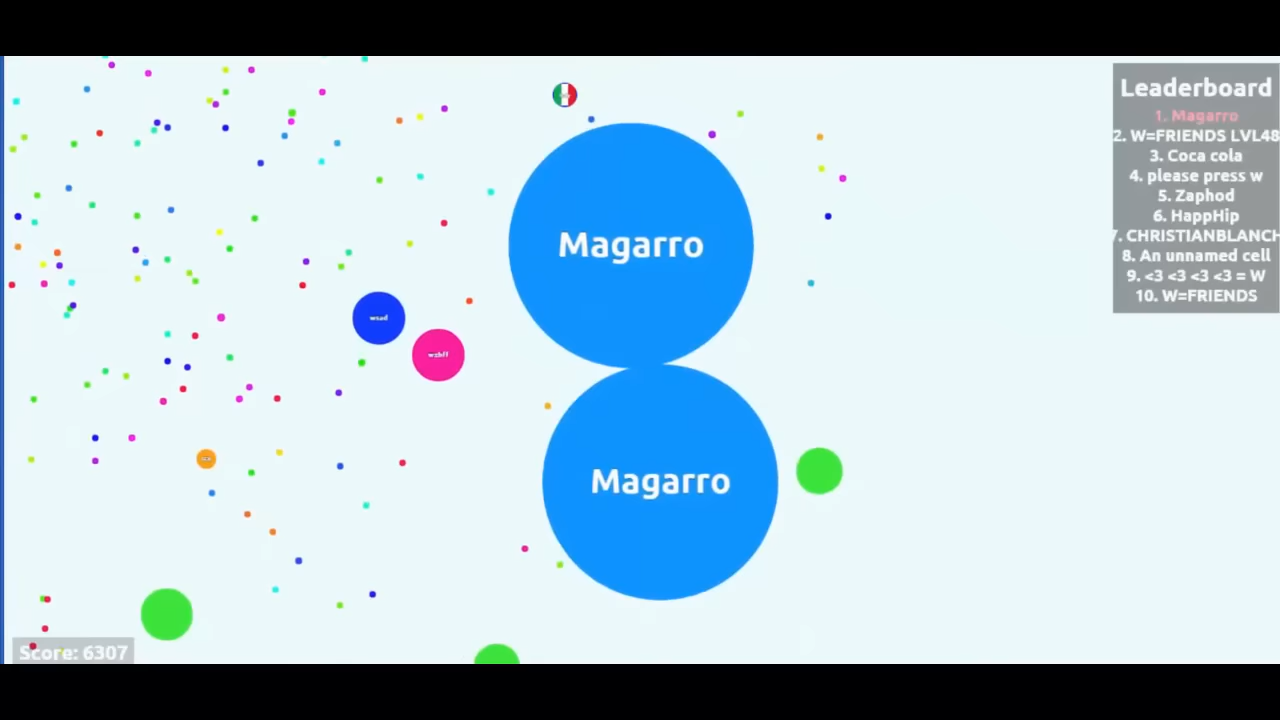 Leaderboard
1. Magarro
2. W=FRIENDS LVL48
3. Coca cola
4. please press w
5. Zaphod
6. HappHip
7. CHRISTIANBLANCH
8. An unnamed cell
9. <3 <3 <3 <3 = W
10. W=FRIENDS
Magarro
wsad
Magarro
Score: 6307